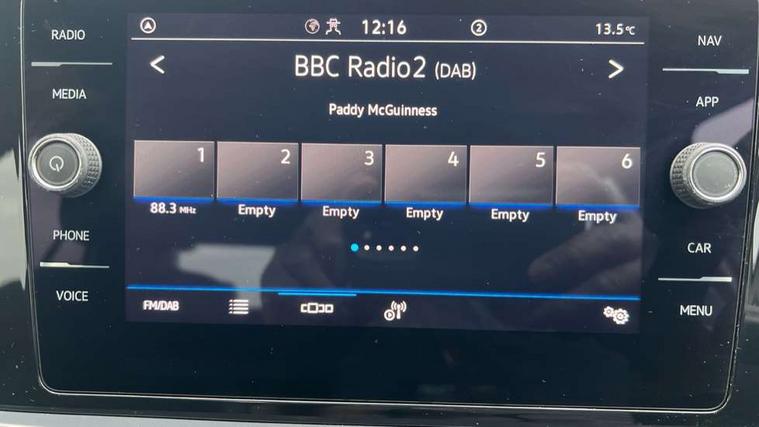 RADIO
MEDIA
PHONE
VOICE
12:16
2
13.5°C
BBC Radio2 (DAB)
Paddy McGuinness
1 2 3 4 5 6
88.3 MHz Empty Empty Empty Empty Empty
FM/DAB
NAV
APP
CAR
MENU